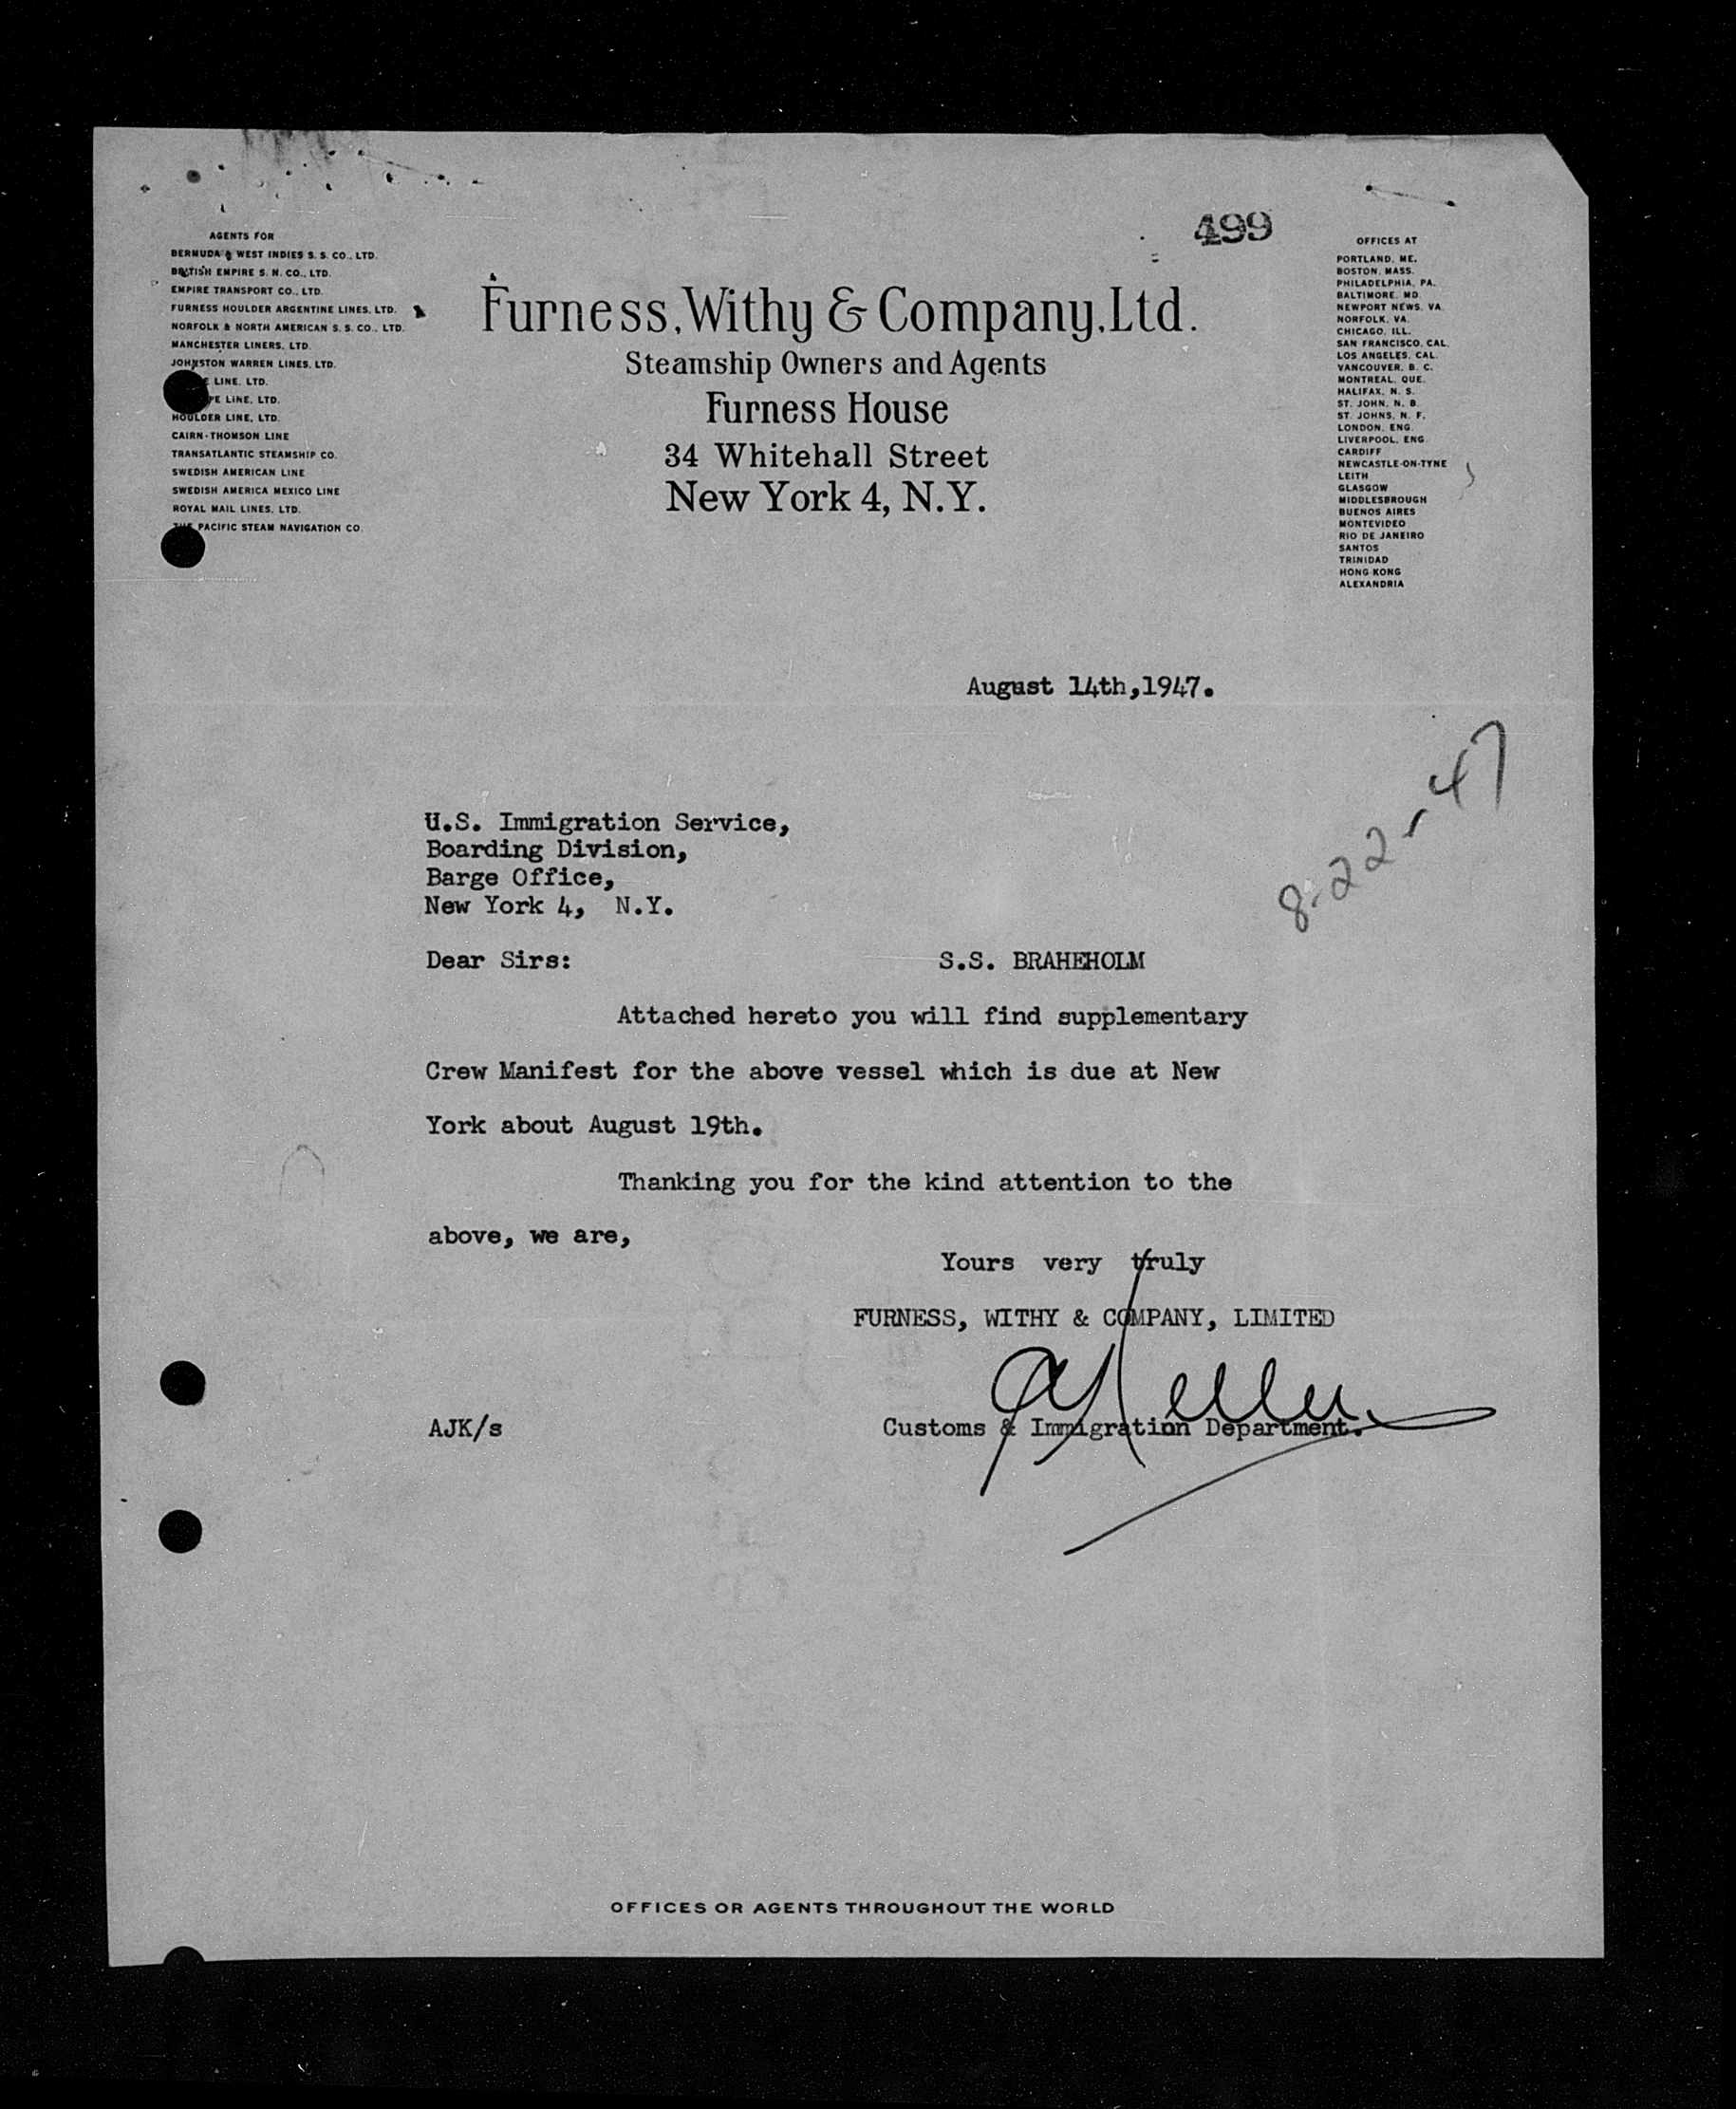 499
AGENTS FOR
BERMUDA & WEST INDIES S. S. CO., LTD.
BRITISH EMPIRE S. N. CO., LTD.
EMPIRE TRANSPORT CO., LTD.
FURNESS HOULDER ARGENTINE LINES, LTD.
NORFOLK & NORTH AMERICAN S. S. CO., LTD.
MANCHESTER LINERS, LTD.
JOHNSTON WARREN LINES, LTD.
LINE, LTD.
LINE, LTD.
HOULDER LINE, LTD.
CAIRN-THOMSON LINE
TRANSATLANTIC STEAMSHIP CO.
SWEDISH AMERICAN LINE
SWEDISH AMERICA MEXICO LINE
ROYAL MAIL LINES, LTD.
THE PACIFIC STEAM NAVIGATION CO.
Furness, Withy & Company, Ltd.
Steamship Owners and Agents
Furness House
34 Whitehall Street
New York 4, N.Y.
OFFICES AT
PORTLAND, ME.
BOSTON, MASS.
PHILADELPHIA, PA.
BALTIMORE, MD.
NEWPORT NEWS, VA.
NORFOLK, VA.
CHICAGO, ILL.
SAN FRANCISCO, CAL.
LOS ANGELES, CAL.
VANCOUVER, B. C.
MONTREAL, QUE.
HALIFAX, N. S.
ST. JOHN, N. B.
ST. JOHNS, N. F.
LONDON, ENG.
LIVERPOOL, ENG.
CARDIFF
NEWCASTLE-ON-TYNE
LEITH
GLASGOW
MIDDLESBROUGH
BUENOS AIRES
MONTEVIDEO
RIO DE JANEIRO
SANTOS
TRINIDAD
HONG KONG
ALEXANDRIA
August 14th,1947.
8-22-47
U.S. Immigration Service,
Boarding Division,
Barge Office,
New York 4, N.Y.
Dear Sirs: S.S. BRAHEHOLM
Attached hereto you will find supplementary
Crew Manifest for the above vessel which is due at New
York about August 19th.
Thanking you for the kind attention to the
above, we are,
Yours very truly
FURNESS, WITHY & COMPANY, LIMITED
AJK/s Customs & Immigration Department.
OFFICES OR AGENTS THROUGHOUT THE WORLD